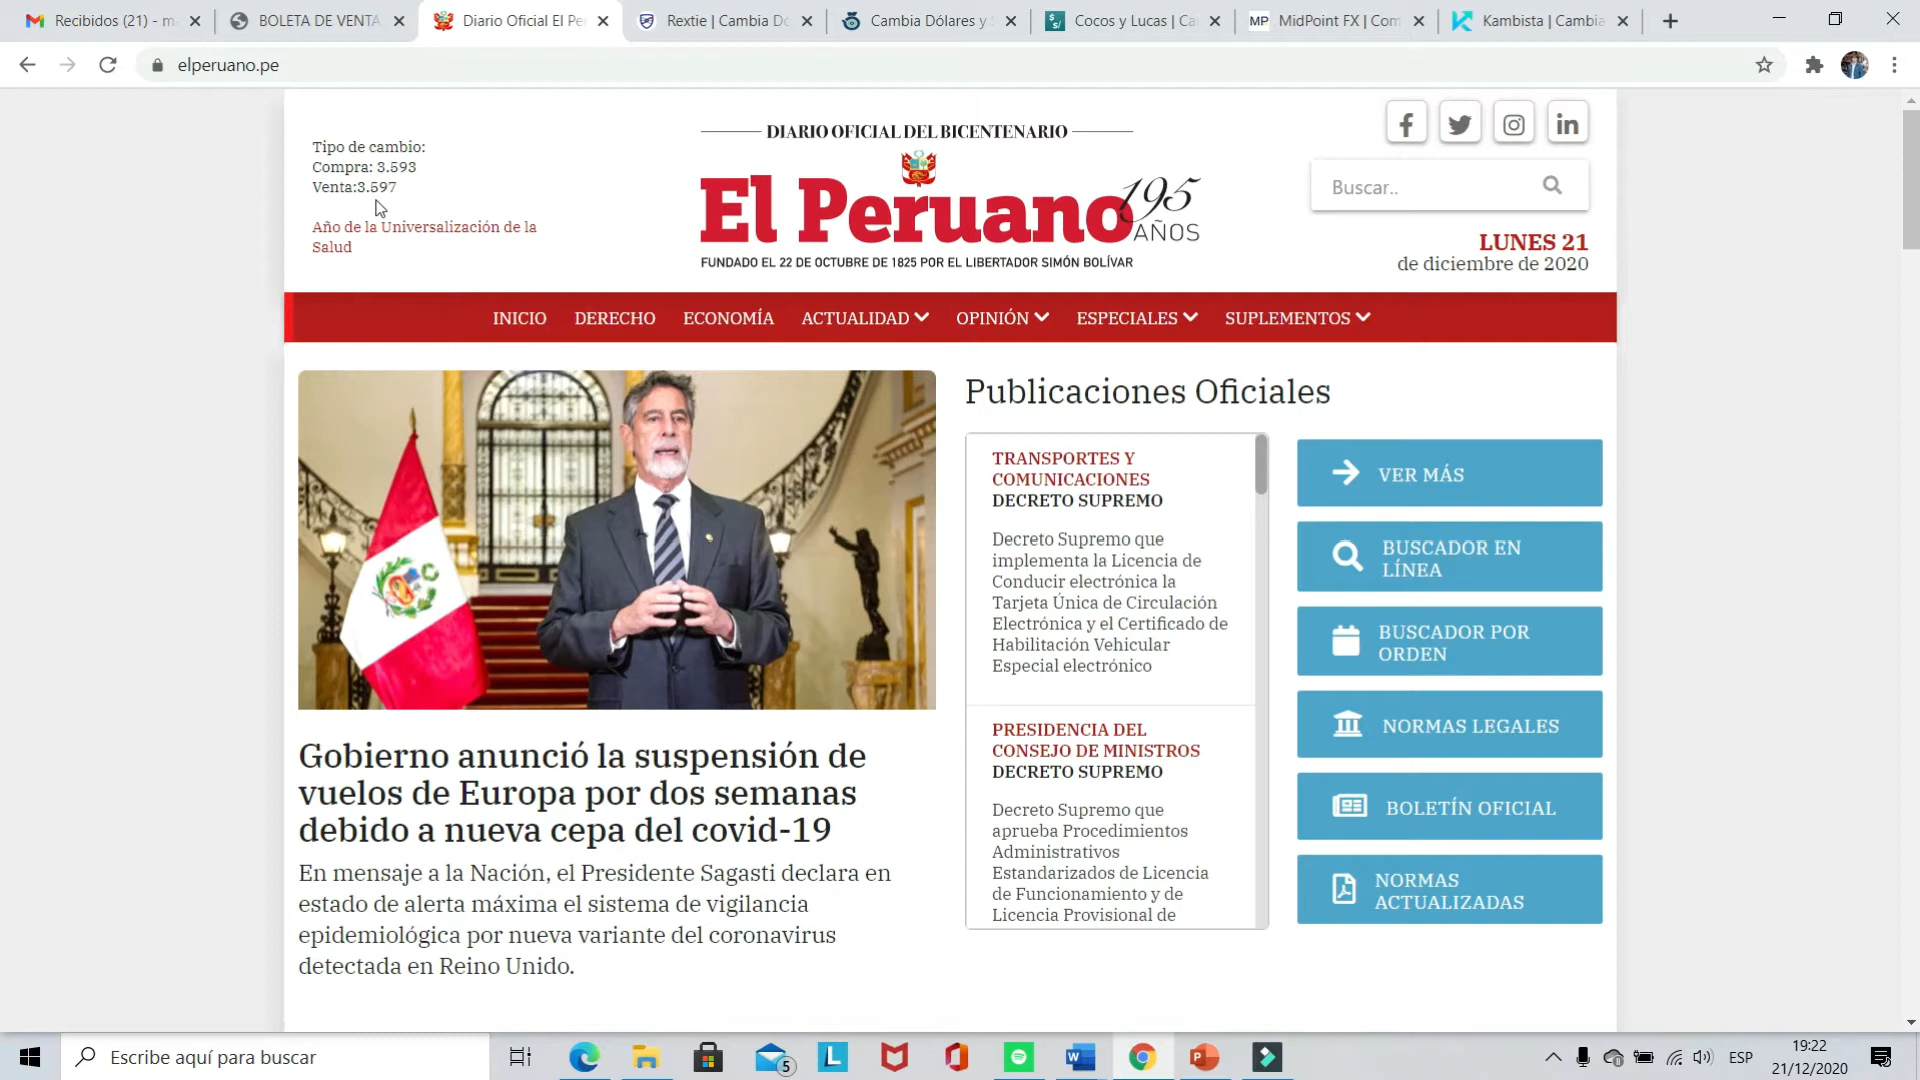 Recibidos (21) - m
BOLETA DE VENTA
Diario Oficial El Pe
Rextie | Cambia Dó
Cambia Dólares y
Cocos y Lucas | Ca
MP MidPoint FX | Com
Kambista | Cambia
elperuano.pe
Tipo de cambio:
Compra: 3.593
Venta:3.597
Año de la Universalización de la
Salud
DIARIO OFICIAL DEL BICENTENARIO
El Peruano
195
AÑOS
FUNDADO EL 22 DE OCTUBRE DE 1825 POR EL LIBERTADOR SIMÓN BOLÍVAR
Buscar..
LUNES 21
de diciembre de 2020
INICIO DERECHO ECONOMÍA ACTUALIDAD OPINIÓN ESPECIALES SUPLEMENTOS
Gobierno anunció la suspensión de
vuelos de Europa por dos semanas
debido a nueva cepa del covid-19
En mensaje a la Nación, el Presidente Sagasti declara en
estado de alerta máxima el sistema de vigilancia
epidemiológica por nueva variante del coronavirus
detectada en Reino Unido.
Publicaciones Oficiales
TRANSPORTES Y
COMUNICACIONES
DECRETO SUPREMO
Decreto Supremo que
implementa la Licencia de
Conducir electrónica la
Tarjeta Única de Circulación
Electrónica y el Certificado de
Habilitación Vehicular
Especial electrónico
PRESIDENCIA DEL
CONSEJO DE MINISTROS
DECRETO SUPREMO
Decreto Supremo que
aprueba Procedimientos
Administrativos
Estandarizados de Licencia
de Funcionamiento y de
Licencia Provisional de
VER MÁS
BUSCADOR EN
LÍNEA
BUSCADOR POR
ORDEN
NORMAS LEGALES
BOLETÍN OFICIAL
NORMAS
ACTUALIZADAS
Escribe aquí para buscar
5
L
ESP
19:22
21/12/2020